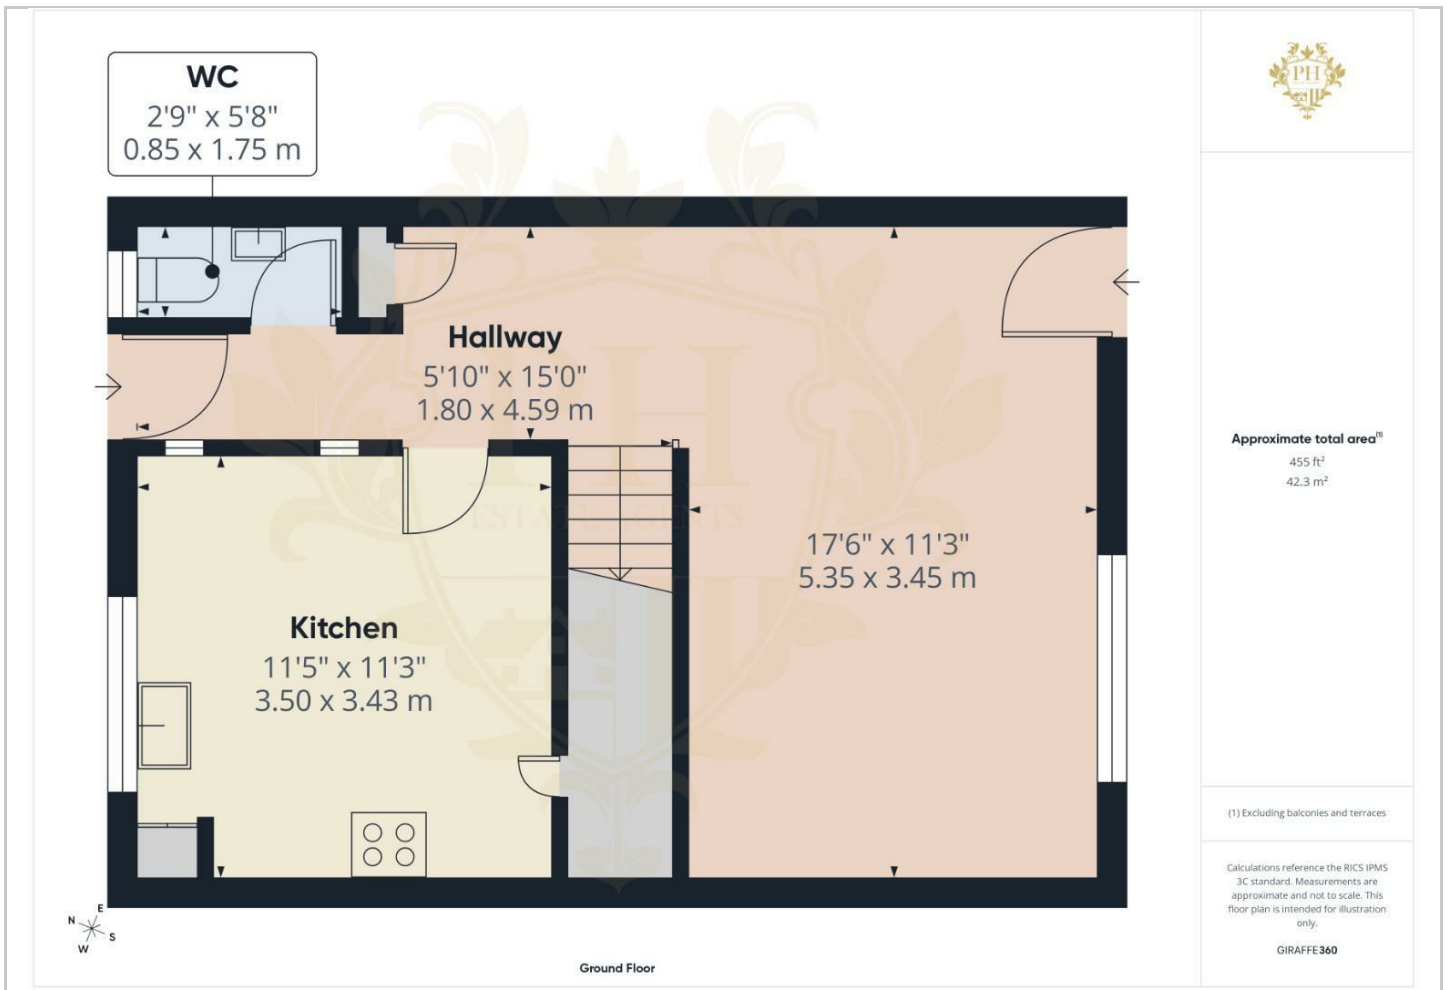 WC
2'9" x 5'8"
0.85 x 1.75 m
Hallway
5'10" x 15'0"
1.80 x 4.59 m
17'6" x 11'3"
5.35 x 3.45 m
Kitchen
11'5" x 11'3"
3.50 x 3.43 m
PH
ESTATE AGENTS
N
E
S
W
Ground Floor
PH
Approximate total area(1)
455 ft²
42.3 m²
(1) Excluding balconies and terraces
Calculations reference the RICS IPMS
3C standard. Measurements are
approximate and not to scale. This
floor plan is intended for illustration
only.
GIRAFFE360